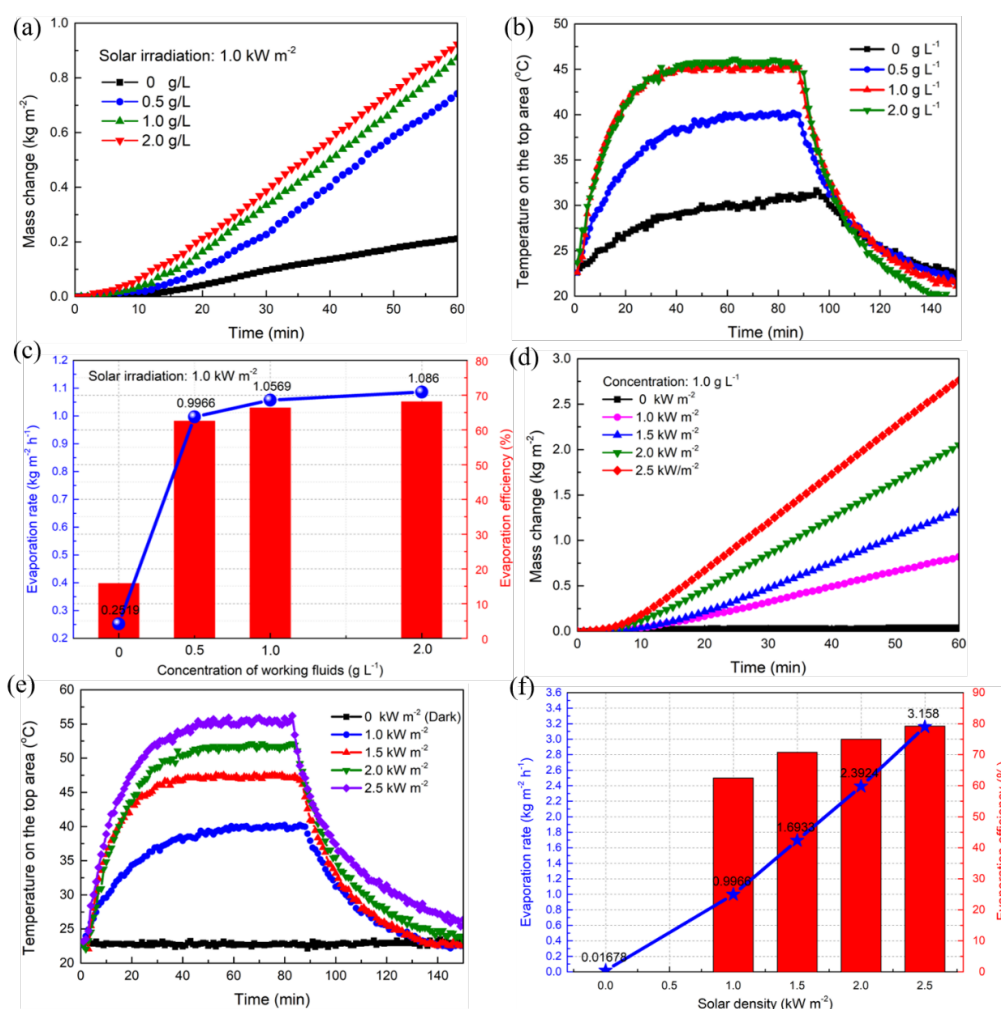 (a)
Solar irradiation: 1.0 kW m⁻²
0 g/L
0.5 g/L
1.0 g/L
2.0 g/L
Mass change (kg m⁻²)
1.0
0.8
0.6
0.4
0.2
0.0
0 10 20 30 40 50 60
Time (min)
(b)
0 g L⁻¹
0.5 g L⁻¹
1.0 g L⁻¹
2.0 g L⁻¹
Temperature on the top area (°C)
50
45
40
35
30
25
20
0 20 40 60 80 100 120 140
Time (min)
(c)
Solar irradiation: 1.0 kW m⁻²
Evaporation rate (kg m⁻² h⁻¹)
1.2
1.1
1.0
0.9
0.8
0.7
0.6
0.5
0.4
0.3
0.2
0.2519
0.9966
1.0569
1.086
80
70
60
50
40
30
20
10
0
Evaporation efficiency (%)
0 0.5 1.0 2.0
Concentration of working fluids (g L⁻¹)
(d)
Concentration: 1.0 g L⁻¹
0 kW m⁻²
1.0 kW m⁻²
1.5 kW m⁻²
2.0 kW m⁻²
2.5 kW/m⁻²
Mass change (kg m⁻²)
3.0
2.5
2.0
1.5
1.0
0.5
0.0
0 10 20 30 40 50 60
Time (min)
(e)
0 kW m⁻² (Dark)
1.0 kW m⁻²
1.5 kW m⁻²
2.0 kW m⁻²
2.5 kW m⁻²
Temperature on the top area (°C)
60
55
50
45
40
35
30
25
20
0 20 40 60 80 100 120 140
Time (min)
(f)
Evaporation rate (kg m⁻² h⁻¹)
3.6
3.4
3.2
3.0
2.8
2.6
2.4
2.2
2.0
1.8
1.6
1.4
1.2
1.0
0.8
0.6
0.4
0.2
0.0
0.01678
0.9966
1.6933
2.3924
3.158
90
80
70
60
50
40
30
20
10
0
Evaporation efficiency (%)
0.0 1.0 1.5 2.0 2.5
Solar density (kW m⁻²)